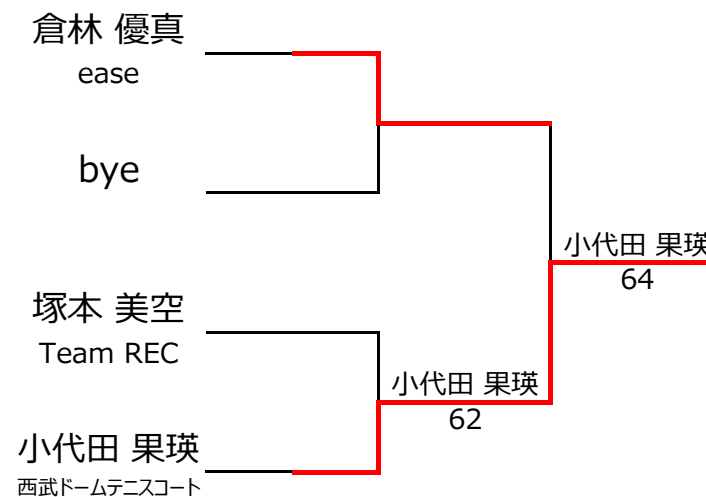 倉林 優真
ease
bye
小代田 果瑛
64
塚本 美空
Team REC
小代田 果瑛
62
小代田 果瑛
西武ドームテニスコート